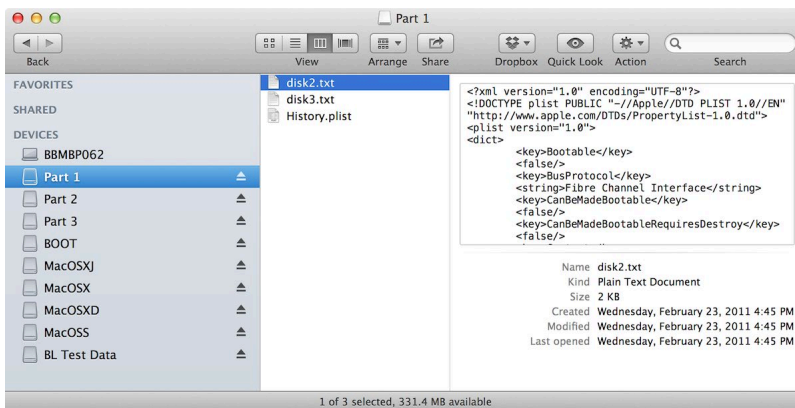 Part 1
Back
View
Arrange
Share
Dropbox
Quick Look
Action
Search
FAVORITES
SHARED
DEVICES
BBMBP062
Part 1
Part 2
Part 3
BOOT
MacOSXJ
MacOSX
MacOSXD
MacOSS
BL Test Data
disk2.txt
disk3.txt
History.plist
<?xml version="1.0" encoding="UTF-8"?>
<!DOCTYPE plist PUBLIC "-//Apple//DTD PLIST 1.0//EN"
"http://www.apple.com/DTDs/PropertyList-1.0.dtd">
<plist version="1.0">
<dict>
<key>Bootable</key>
<false/>
<key>BusProtocol</key>
<string>Fibre Channel Interface</string>
<key>CanBeMadeBootable</key>
<false/>
<key>CanBeMadeBootableRequiresDestroy</key>
<false/>
Name disk2.txt
Kind Plain Text Document
Size 2 KB
Created Wednesday, February 23, 2011 4:45 PM
Modified Wednesday, February 23, 2011 4:45 PM
Last opened Wednesday, February 23, 2011 4:45 PM
1 of 3 selected, 331.4 MB available